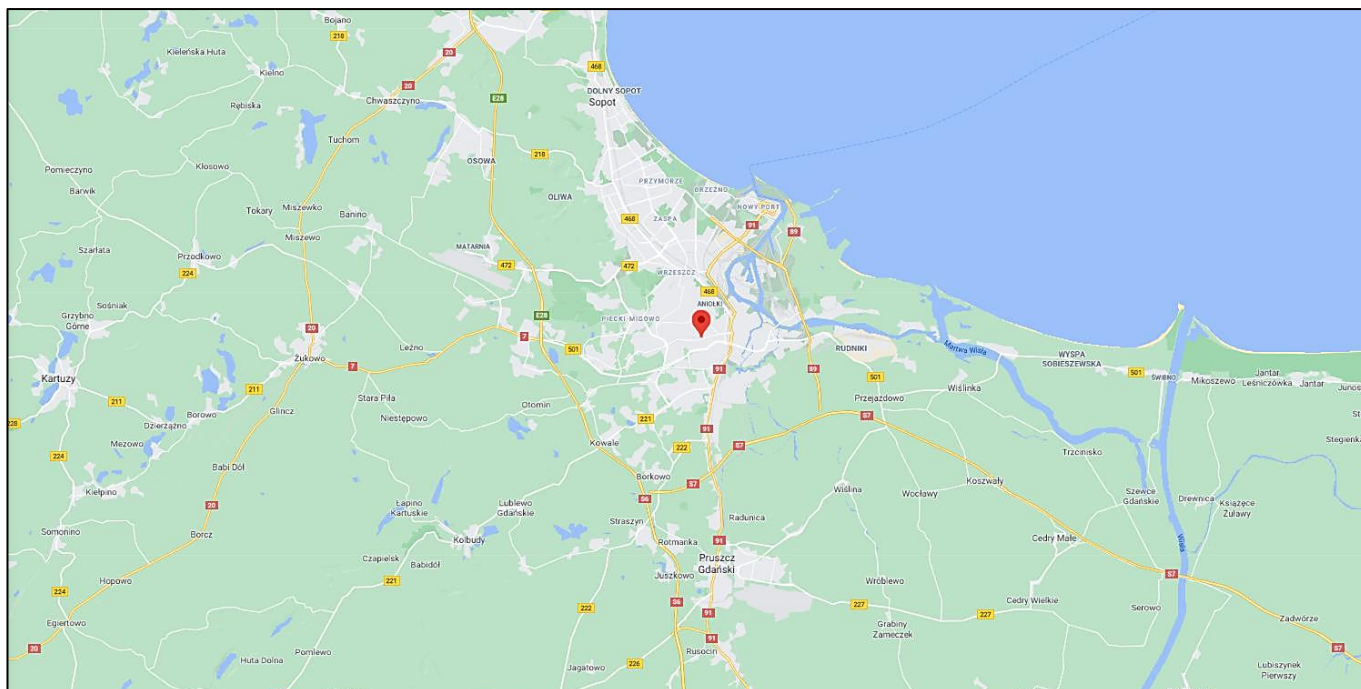 Bojano
218
Kieleńska Huta
20
Kielno
468
DOLNY SOPOT
Sopot
20
E28
Rębiska
Chwaszczyno
Tuchom
OSOWA
218
Kłosowo
Pomieczyno
Barwik
PRZYMORZE
BRZEŹNO
OLIWA
Miszewko
Tokary
Banino
NOWY PORT
468
ZASPA
91
89
Miszewo
Szarlata
MATARNIA
Przodkowo
224
472
472
WRZESZCZ
468
ANIOŁKI
Sośniak
Grzybno
Górne
E28
PIECKI-MIGOWO
20
7
501
Leźno
Żukowo
7
RUDNIKI
Martwa Wisła
WYSPA
SOBIESZEWSKA
91
89
501
501
ŚWIBNO
Mikoszewo
Jantar
Leśniczówka
Jantar
Junos
Kartuzy
211
Stara Piła
Wiślinka
Przejazdowo
211
Borowo
Glincz
Otomin
Niestępowo
228
Dzierżążno
221
91
S7
Mezowo
Kowale
222
S7
Stegienka
224
Trzcinisko
Babi Dół
Borkowo
S7
Koszwały
Kiełpino
Wiślina
Wocławy
Szewce
Gdańskie
Drewnica
Książęce
Żuławy
20
Łapino
Kartuskie
Lublewo
Gdańskie
S6
Straszyn
Radunica
Somonino
Borcz
Kolbudy
Rotmanka
91
Cedry Małe
Wisła
Czapielsk
Babidół
Pruszcz
Gdański
Juszkowo
Hopowo
221
Wróblewo
S7
224
222
S6
227
Cedry Wielkie
227
Serowo
91
Egiertowo
Grabiny
Zameczek
Zadwórze
20
91
S7
Pomlewo
Huta Dolna
Rusocin
Jagatowo
226
Lubiszynek
Pierwszy